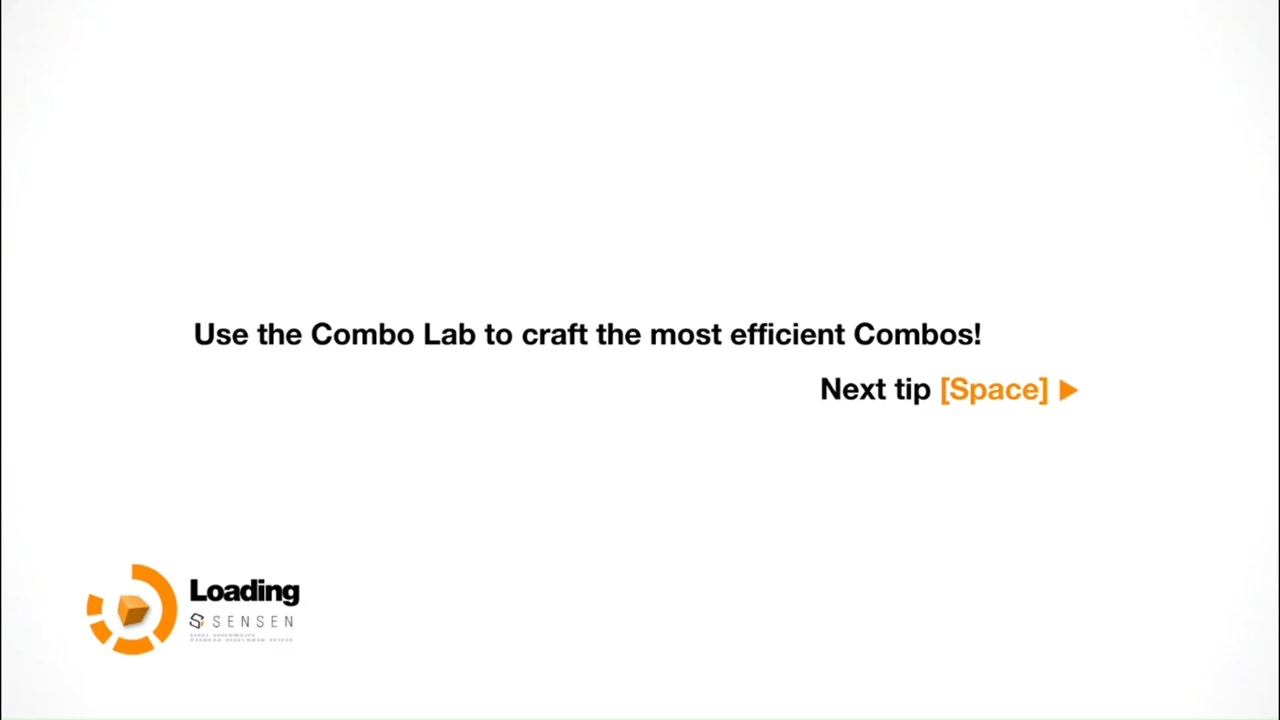 Use the Combo Lab to craft the most efficient Combos!
Next tip [Space] ▶
Loading
SENSEN